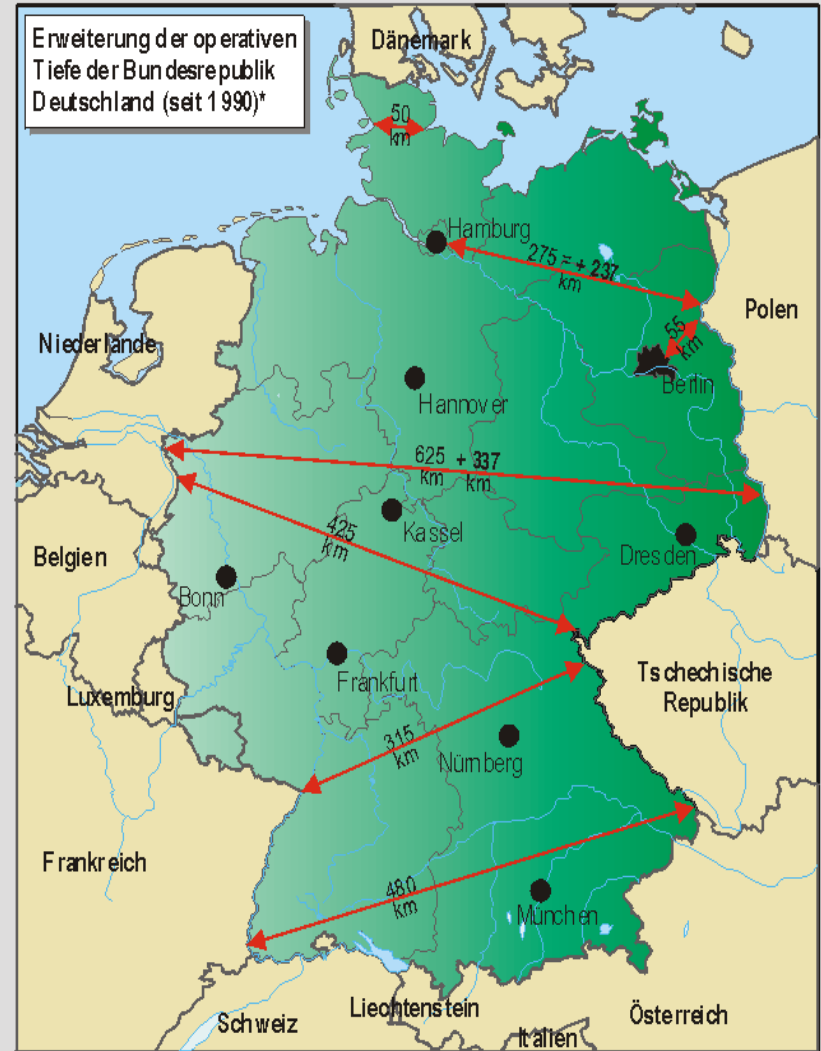 Erweiterung der operativen
Tiefe der Bundesrepublik
Deutschland (seit 1990)*
Dänemark
50
km
Hamburg
275 = + 237
km
Polen
55
km
Berlin
Niederlande
Hannover
625 + 337
km km
Kassel
425
km
Dresden
Belgien
Bonn
Frankfurt
Tschechische
Republik
Luxemburg
315
km
Nürnberg
Frankreich
480
km
München
Liechtenstein
Schweiz
Österreich
Italien